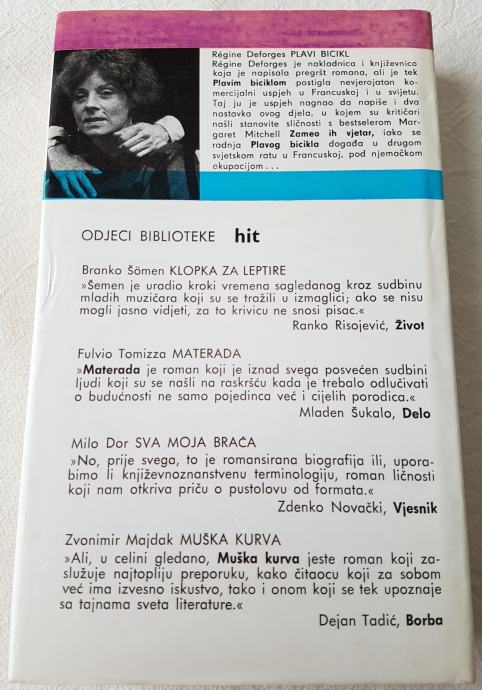 Régine Deforges PLAVI BICIKL
Régine Deforges je nakladnica i književnica
koja je napisala pregršt romana, ali je tek
Plavim biciklom postigla nevjerojatan ko-
mercijalni uspjeh u Francuskoj i u svijetu.
Taj ju je uspjeh nagnao da napiše i dva
nastavka ovog djela, u kojem su kritičari
našli stanovite sličnosti s bestselerom Mar-
garet Mitchell Zameo ih vjetar, iako se
radnja Plavog bicikla događa u drugom
svjetskom ratu u Francuskoj, pod njemačkom
okupacijom . . .
ODJECI BIBLIOTEKE hit
Branko Šömen KLOPKA ZA LEPTIRE
»Šemen je uradio kroki vremena sagledanog kroz sudbinu
mladih muzičara koji su se tražili u izmaglici; ako se nisu
mogli jasno vidjeti, za to krivicu ne snosi pisac.«
Ranko Risojević, Život
Fulvio Tomizza MATERADA
»Materada je roman koji je iznad svega posvećen sudbini
ljudi koji su se našli na raskršću kada je trebalo odlučivati
o budućnosti ne samo pojedinca već i cijelih porodica.«
Mladen Šukalo, Delo
Milo Dor SVA MOJA BRAĆA
»No, prije svega, to je romansirana biografija ili, upora-
bimo li književnoznanstvenu terminologiju, roman ličnosti
koji nam otkriva priču o pustolovu od formata.«
Zdenko Novački, Vjesnik
Zvonimir Majdak MUŠKA KURVA
»Ali, u celini gledano, Muška kurva jeste roman koji za-
služuje najtopliju preporuku, kako čitaocu koji za sobom
već ima izvesno iskustvo, tako i onom koji se tek upoznaje
sa tajnama sveta literature.«
Dejan Tadić, Borba